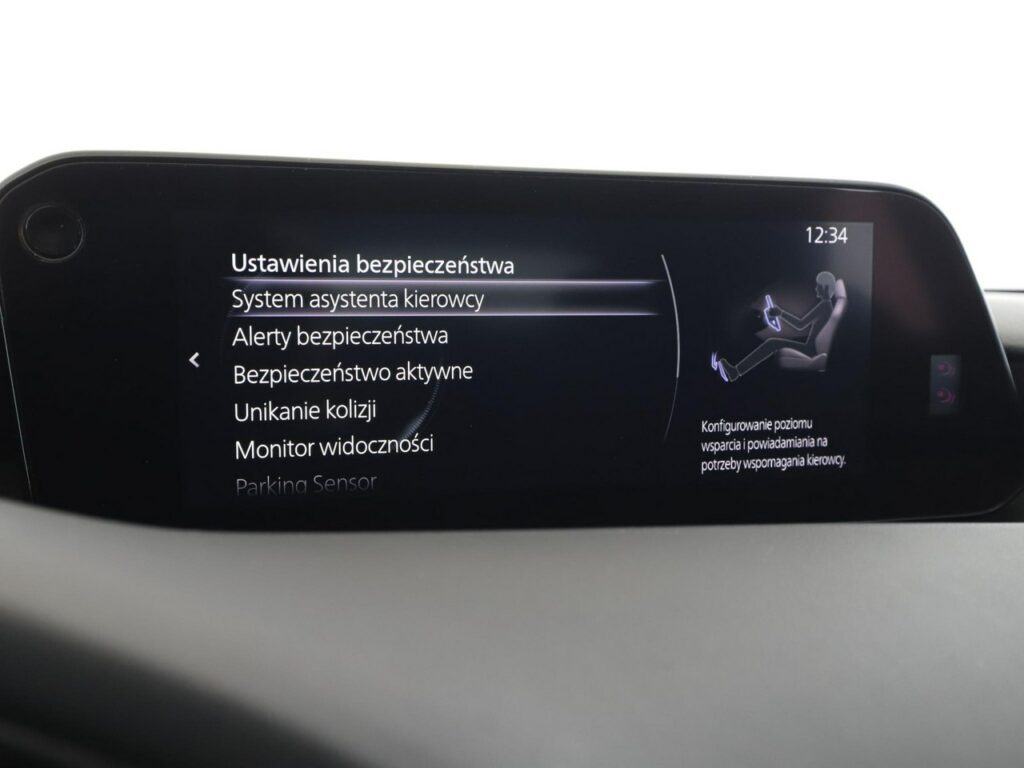 12:34
Ustawienia bezpieczeństwa
System asystenta kierowcy
Alerty bezpieczeństwa
Bezpieczeństwo aktywne
Unikanie kolizji
Monitor widoczności
Parking Sensor
Konfigurowanie poziomu
wsparcia i powiadamiania na
potrzeby wspomagania kierowcy.